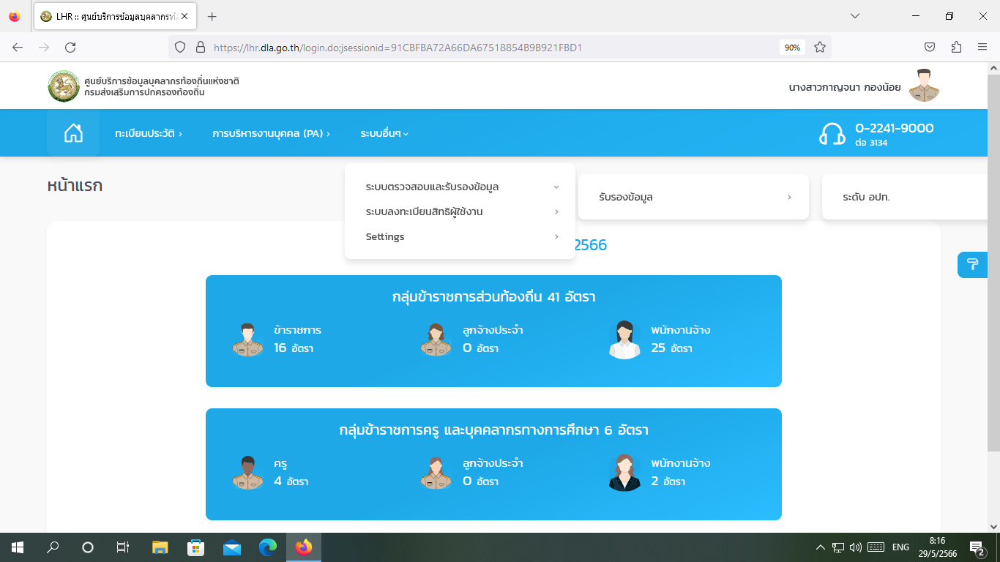 LHR :: ศูนย์บริการข้อมูลบุคลากรท้อ
https://lhr.dla.go.th/login.do;jsessionid=91CBFBA72A66DA67518854B9B921FBD1
90%
ศูนย์บริการข้อมูลบุคลากรท้องถิ่นแห่งชาติ
กรมส่งเสริมการปกครองท้องถิ่น
นางสาวกาญจนา กองน้อย
ทะเบียนประวัติ
การบริหารงานบุคคล (PA)
ระบบอื่นๆ
0-2241-9000
ต่อ 3134
หน้าแรก
ระบบตรวจสอบและรับรองข้อมูล
รับรองข้อมูล
ระดับ อปท.
ระบบลงทะเบียนสิทธิผู้ใช้งาน
Settings
2566
กลุ่มข้าราชการส่วนท้องถิ่น 41 อัตรา
ข้าราชการ
16 อัตรา
ลูกจ้างประจำ
0 อัตรา
พนักงานจ้าง
25 อัตรา
กลุ่มข้าราชการครู และบุคคลากรทางการศึกษา 6 อัตรา
ครู
4 อัตรา
ลูกจ้างประจำ
0 อัตรา
พนักงานจ้าง
2 อัตรา
ENG
8:16
29/5/2566
2